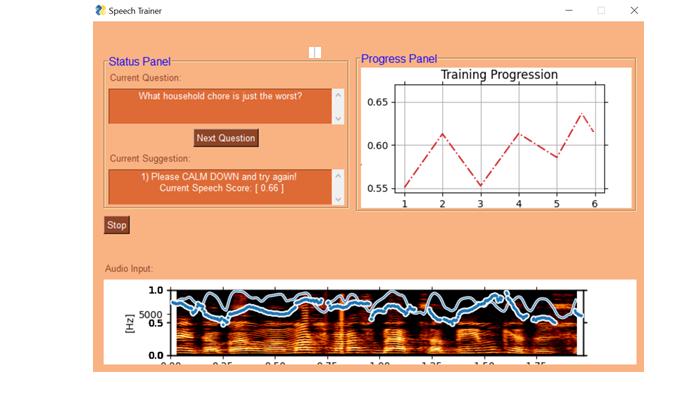 Speech Trainer
Status Panel
Current Question:
What household chore is just the worst?
Next Question
Current Suggestion:
1) Please CALM DOWN and try again!
Current Speech Score: [ 0.66 ]
Stop
Progress Panel
Training Progression
0.65
0.60
0.55
1 2 3 4 5 6
Audio Input:
[Hz]
1.0
5000
0.5
0.0
0.00 0.25 0.50 0.75 1.00 1.25 1.50 1.75